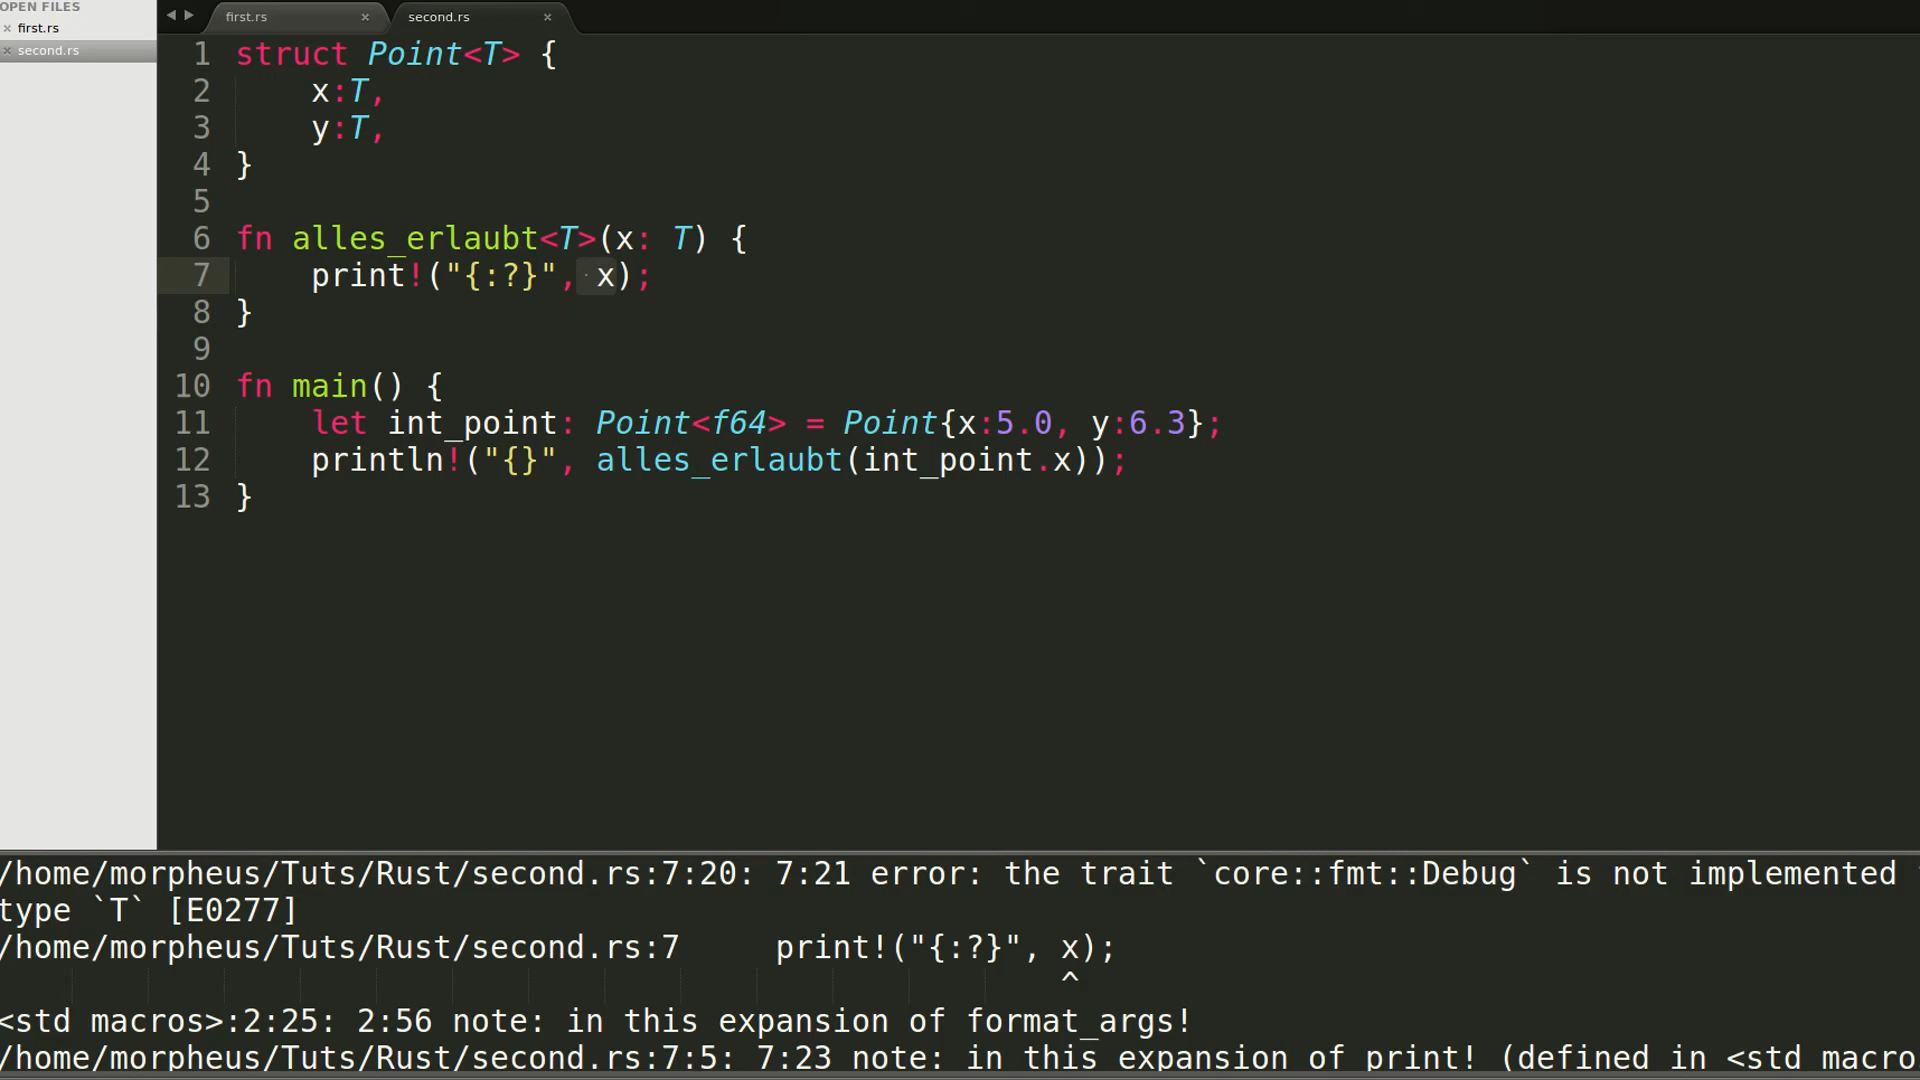 OPEN FILES
first.rs
second.rs
first.rs
second.rs
1 struct Point<T> {
2     x:T,
3     y:T,
4 }
5
6 fn alles_erlaubt<T>(x: T) {
7     print!("{:?}", x);
8 }
9
10 fn main() {
11     let int_point: Point<f64> = Point{x:5.0, y:6.3};
12     println!("{}", alles_erlaubt(int_point.x));
13 }
/home/morpheus/Tuts/Rust/second.rs:7:20: 7:21 error: the trait `core::fmt::Debug` is not implemented
type `T` [E0277]
/home/morpheus/Tuts/Rust/second.rs:7     print!("{:?}", x);
^
<std macros>:2:25: 2:56 note: in this expansion of format_args!
/home/morpheus/Tuts/Rust/second.rs:7:5: 7:23 note: in this expansion of print! (defined in <std macro